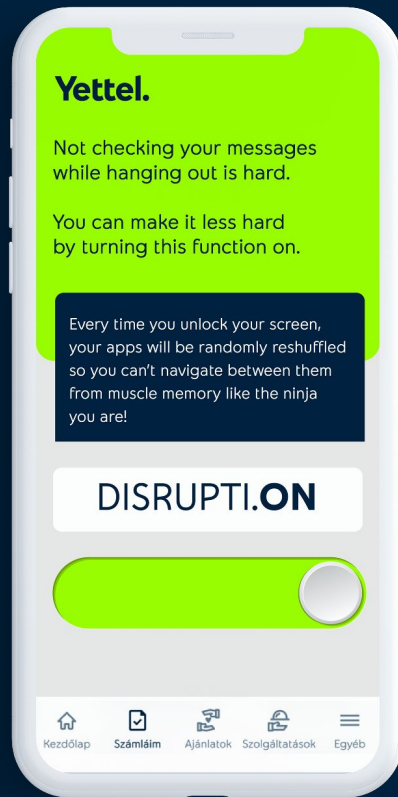 Yettel.
Not checking your messages
while hanging out is hard.
You can make it less hard
by turning this function on.
Every time you unlock your screen,
your apps will be randomly reshuffled
so you can't navigate between them
from muscle memory like the ninja
you are!
DISRUPTI.ON
Kezdőlap Számláim Ajánlatok Szolgáltatások Egyéb